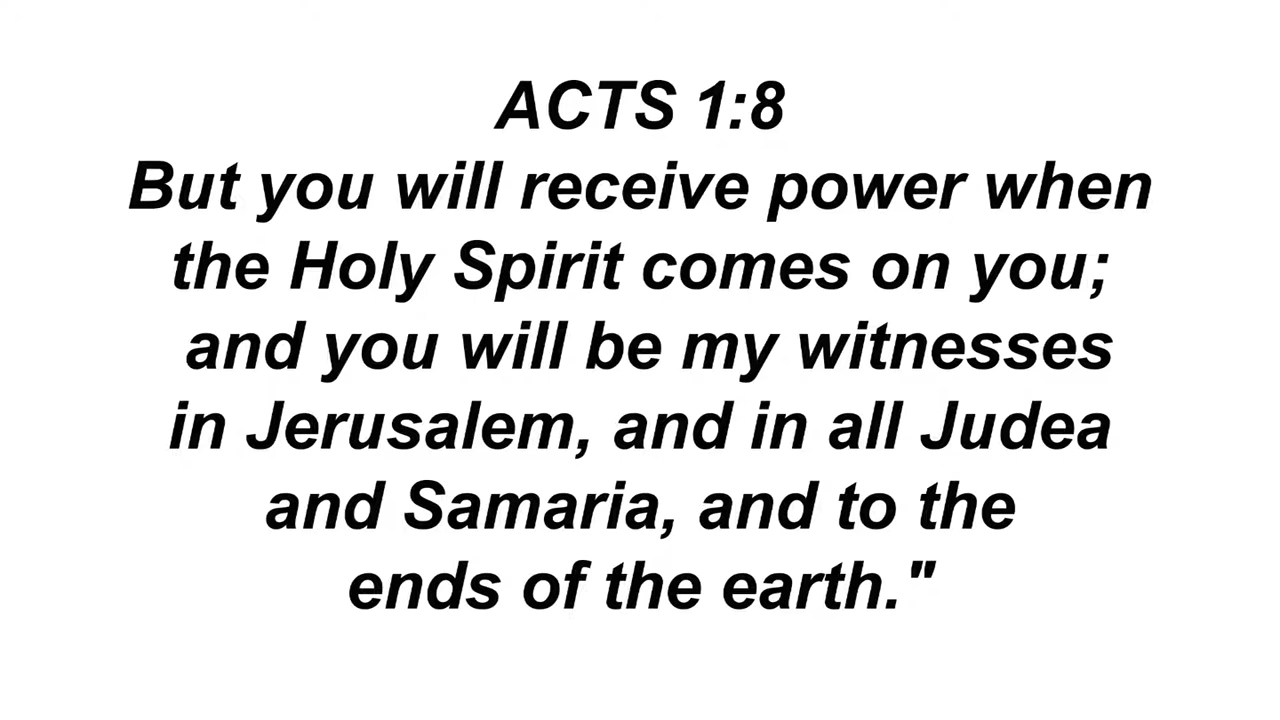 ACTS 1:8
But you will receive power when
the Holy Spirit comes on you;
and you will be my witnesses
in Jerusalem, and in all Judea
and Samaria, and to the
ends of the earth."